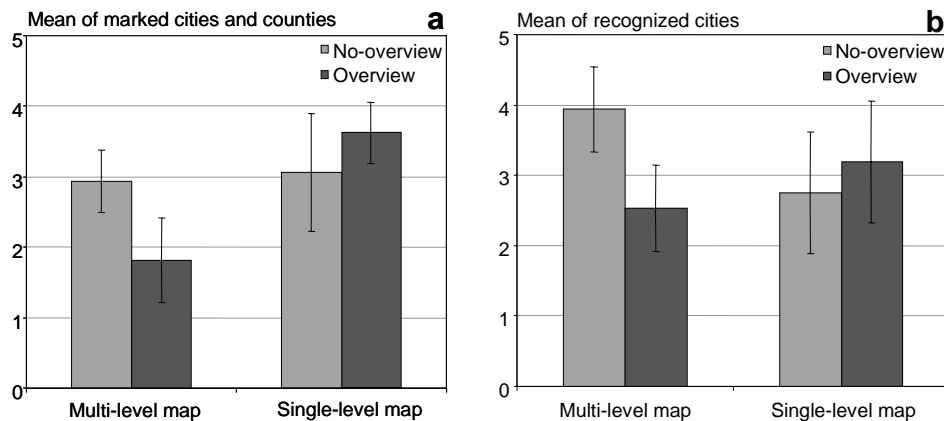 Mean of marked cities and counties
a
5
4
3
2
1
0
No-overview
Overview
Multi-level map
Single-level map
Mean of recognized cities
b
5
4
3
2
1
0
No-overview
Overview
Multi-level map
Single-level map